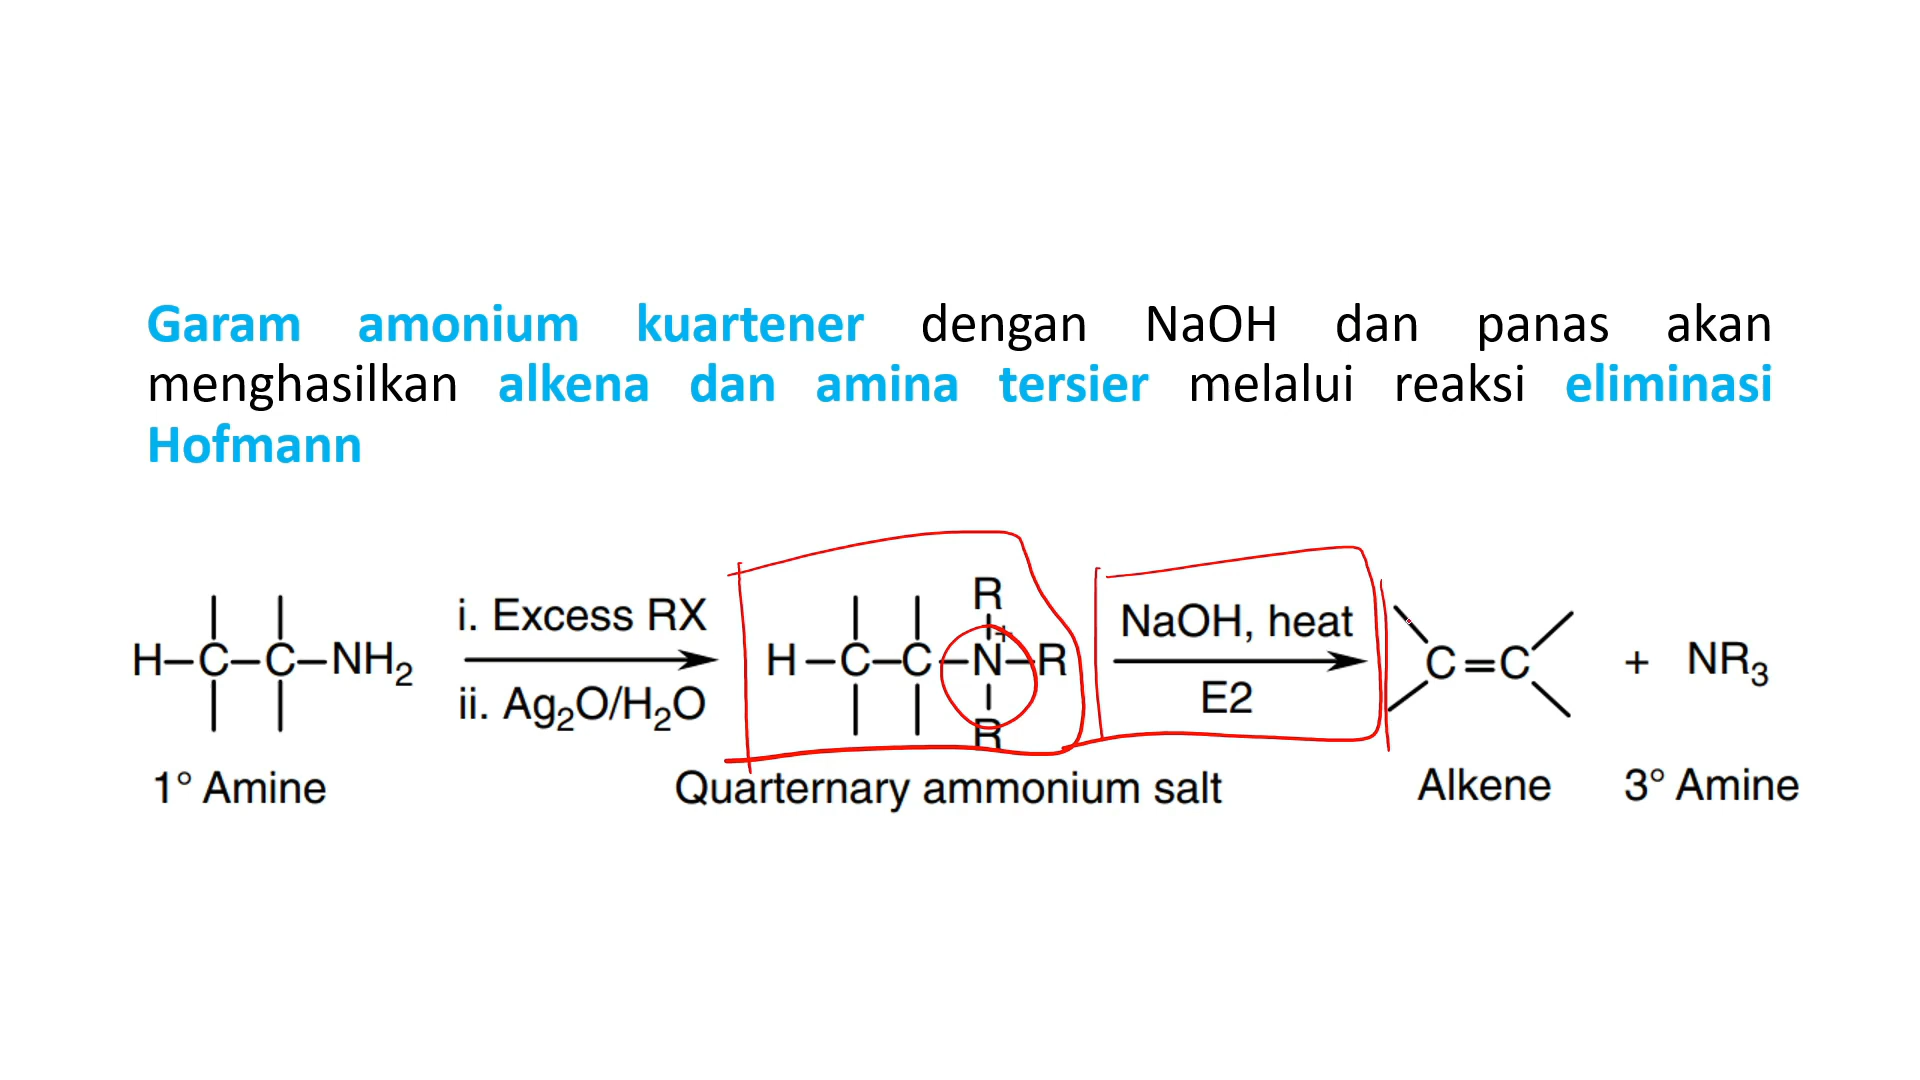 Garam amonium kuartener dengan NaOH dan panas akan
menghasilkan alkena dan amina tersier melalui reaksi eliminasi
Hofmann
R
i. Excess RX
NaOH, heat
H–C–C–NH₂
H–C–C–N⁺–R
C=C + NR₃
ii. Ag₂O/H₂O
E2
R
1° Amine
Quarternary ammonium salt
Alkene
3° Amine